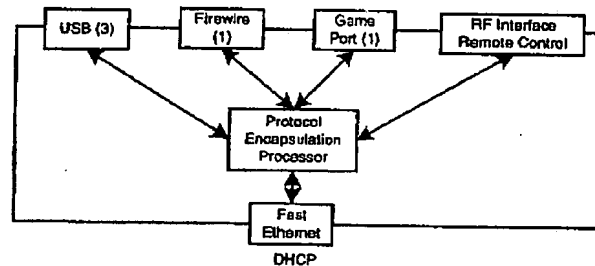 USB (3)
Firewire
(1)
Game
Port (1)
RF Interface
Remote Control
Protocol
Encapsulation
Processor
Fast
Ethernet
DHCP